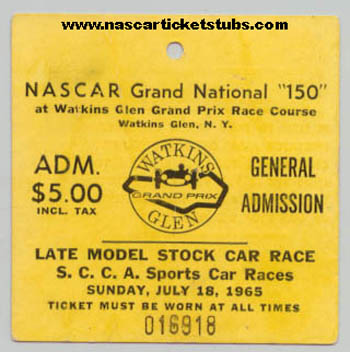 www.nascarticketstubs.com
NASCAR Grand National "150"
at Watkins Glen Grand Prix Race Course
Watkins Glen, N. Y.
ADM.
$5.00
INCL. TAX
WATKINS
GRAND PRIX
GLEN
GENERAL
ADMISSION
LATE MODEL STOCK CAR RACE
S. C. C. A. Sports Car Races
SUNDAY, JULY 18, 1965
TICKET MUST BE WORN AT ALL TIMES
016918